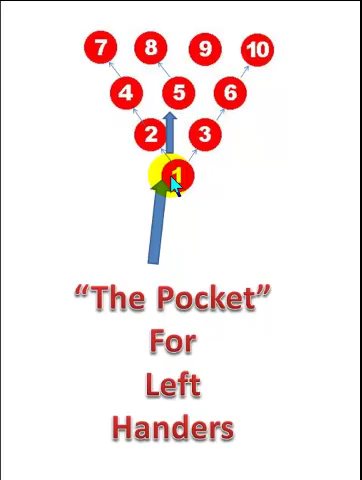 7 8 9 10
4 5 6
2 3
1
“The Pocket”
For
Left
Handers